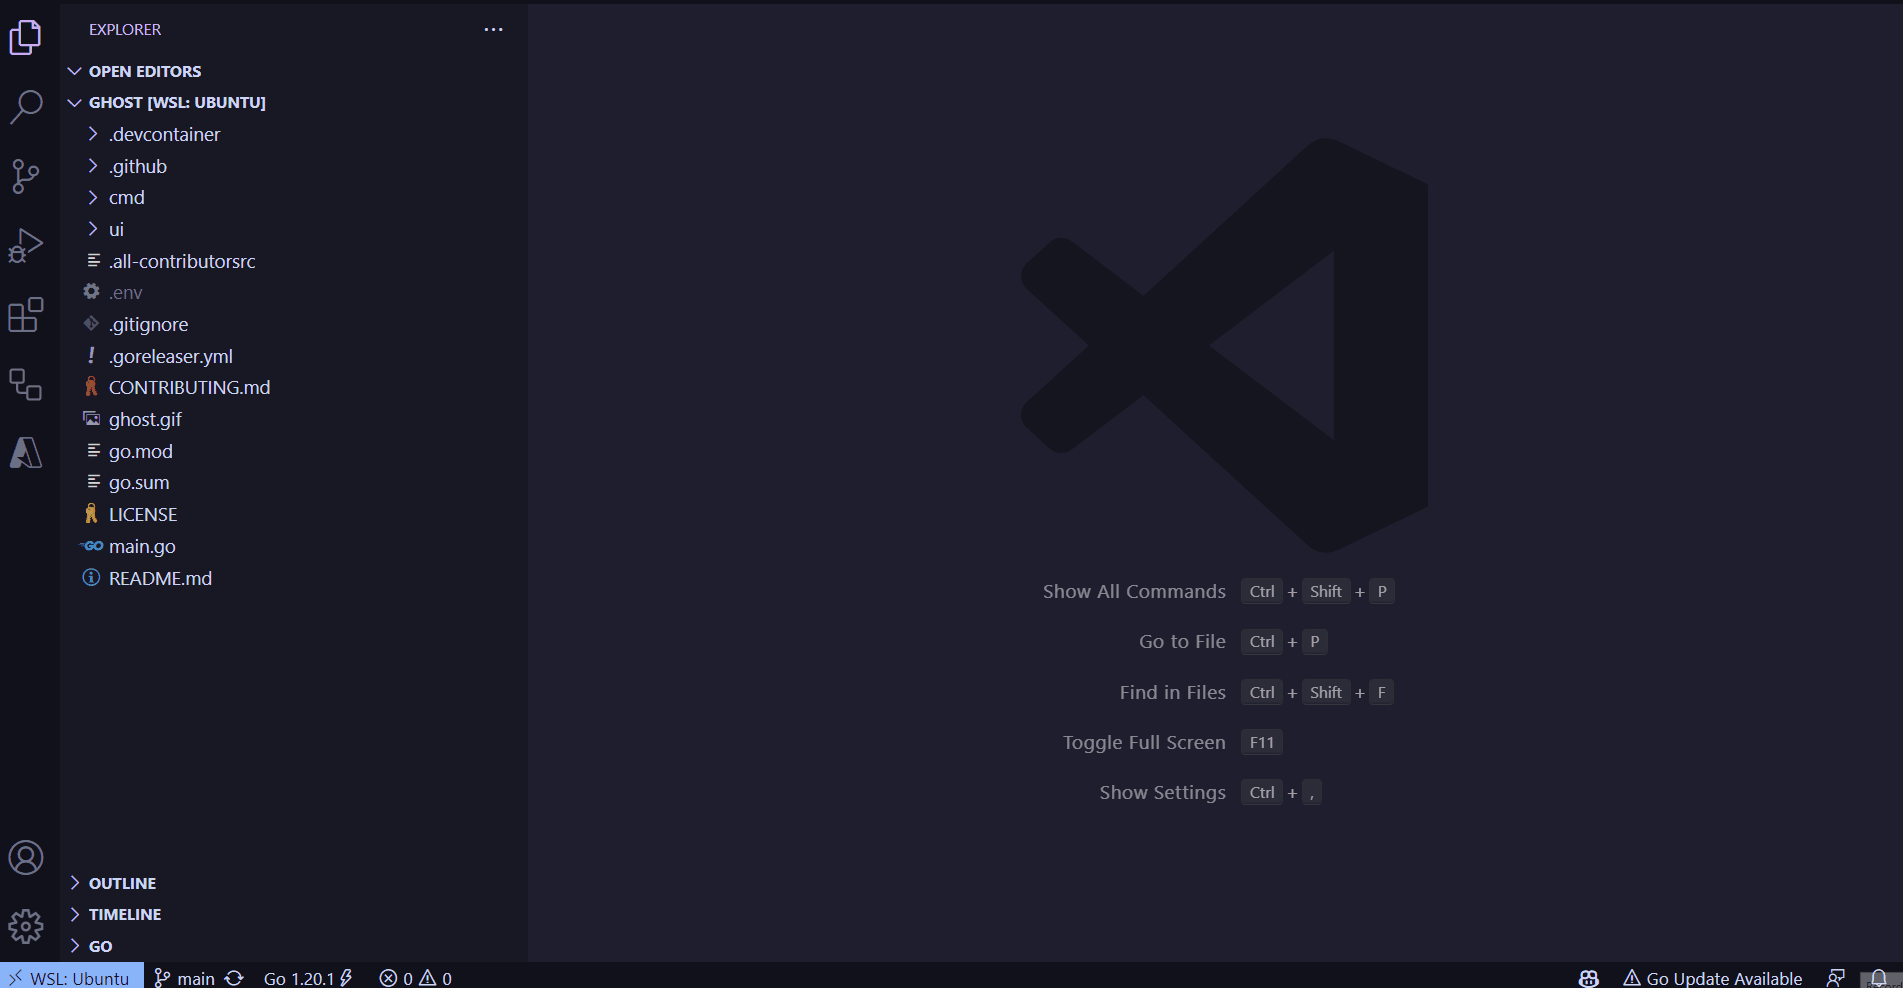 EXPLORER
OPEN EDITORS
GHOST [WSL: UBUNTU]
.devcontainer
.github
cmd
ui
.all-contributorsrc
.env
.gitignore
.goreleaser.yml
CONTRIBUTING.md
ghost.gif
go.mod
go.sum
LICENSE
GO main.go
README.md
OUTLINE
TIMELINE
GO
Show All Commands Ctrl + Shift + P
Go to File Ctrl + P
Find in Files Ctrl + Shift + F
Toggle Full Screen F11
Show Settings Ctrl + ,
WSL: Ubuntu main Go 1.20.1 0 0 Go Update Available